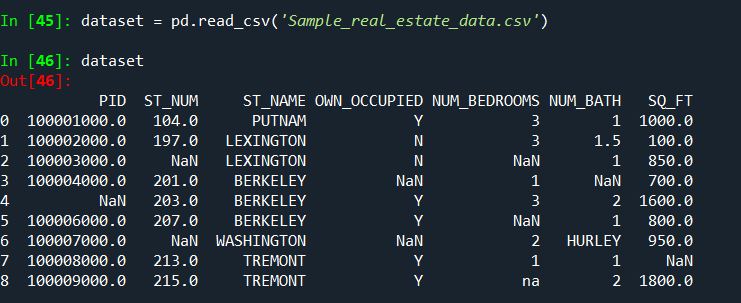 In [45]: dataset = pd.read_csv('Sample_real_estate_data.csv')
In [46]: dataset
Out[46]:
PID ST_NUM ST_NAME OWN_OCCUPIED NUM_BEDROOMS NUM_BATH SQ_FT
0 100001000.0 104.0 PUTNAM Y 3 1 1000.0
1 100002000.0 197.0 LEXINGTON N 3 1.5 100.0
2 100003000.0 NaN LEXINGTON N NaN 1 850.0
3 100004000.0 201.0 BERKELEY NaN 1 NaN 700.0
4 NaN 203.0 BERKELEY Y 3 2 1600.0
5 100006000.0 207.0 BERKELEY Y NaN 1 800.0
6 100007000.0 NaN WASHINGTON NaN 2 HURLEY 950.0
7 100008000.0 213.0 TREMONT Y 1 1 NaN
8 100009000.0 215.0 TREMONT Y na 2 1800.0